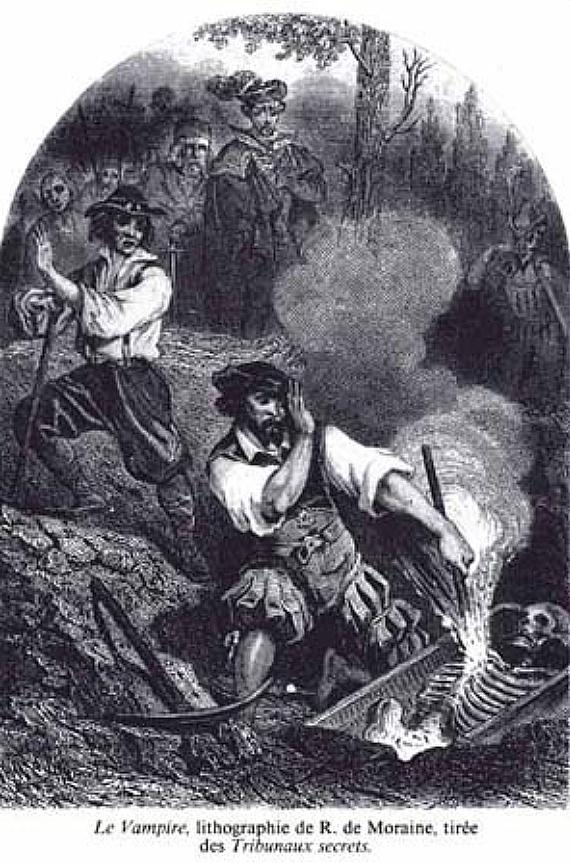 Le Vampire, lithographie de R. de Moraine, tirée
des Tribunaux secrets.